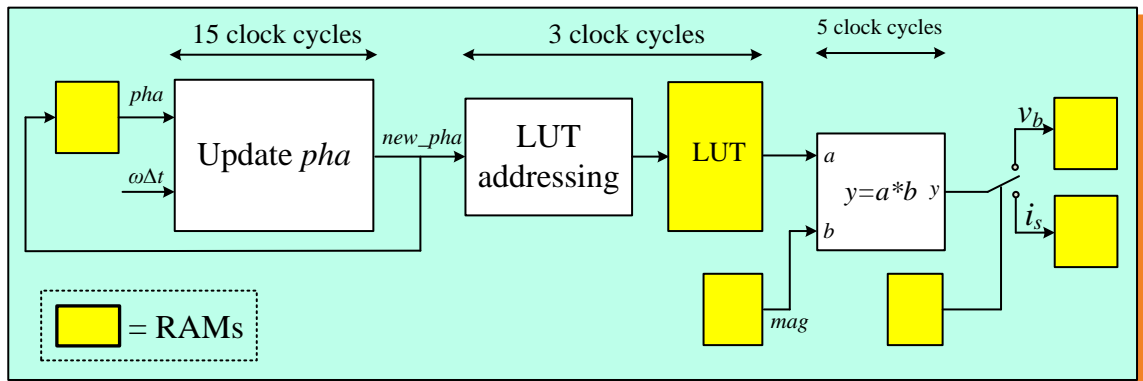 15 clock cycles
3 clock cycles
5 clock cycles
pha
ωΔt
Update pha
new_pha
LUT
addressing
LUT
a
b
y=a*b
y
v_b
i_s
mag
= RAMs